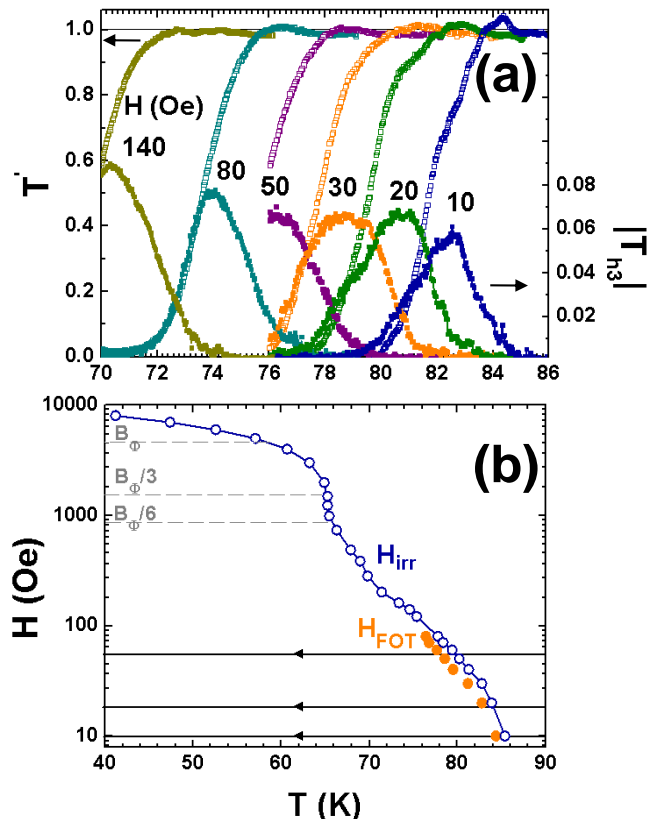 (a)
1.0
0.8
0.6
0.4
0.2
0.0
T'
H (Oe)
140
80
50
30
20
10
0.08
0.06
0.04
0.02
|T_h3|
70 72 74 76 78 80 82 84 86
(b)
10000
1000
100
10
H (Oe)
B_Φ
B_Φ/3
B_Φ/6
H_irr
H_FOT
40 50 60 70 80 90
T (K)